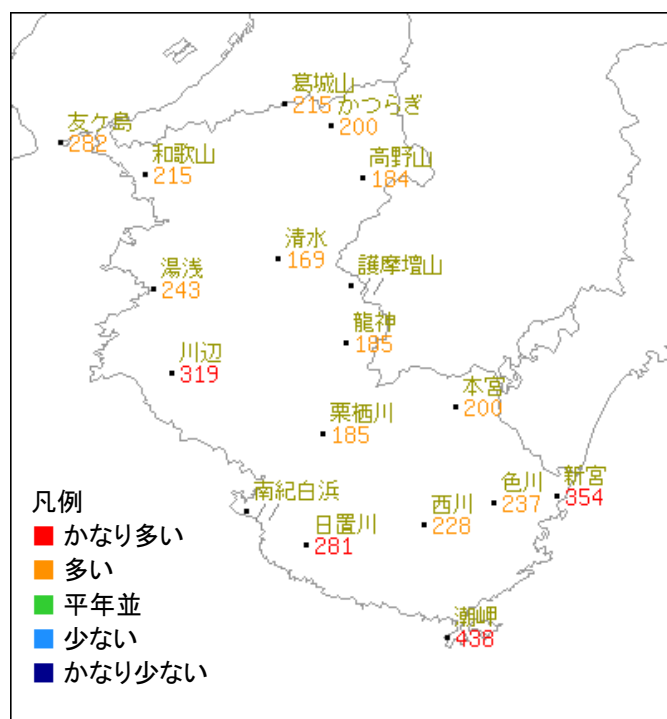 葛城山
215
かつらぎ
200
友ケ島
282
和歌山
215
高野山
184
清水
169
護摩壇山
//
湯浅
243
龍神
185
川辺
319
本宮
200
栗栖川
185
南紀白浜
//
日置川
281
西川
228
色川
237
新宮
354
潮岬
438
凡例
かなり多い
多い
平年並
少ない
かなり少ない